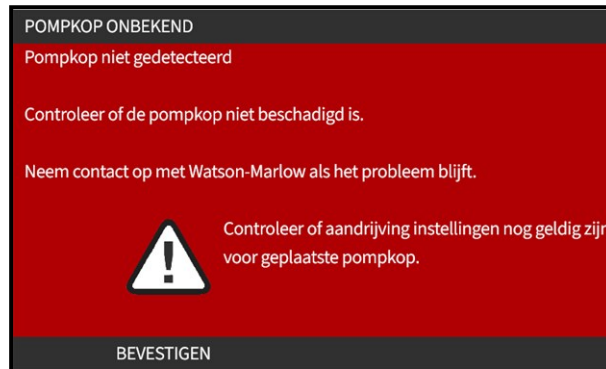 POMPKOP ONBEKEND
Pompkop niet gedetecteerd
Controleer of de pompkop niet beschadigd is.
Neem contact op met Watson-Marlow als het probleem blijft.
Controleer of aandrijving instellingen nog geldig zijn
voor geplaatste pompkop.
BEVESTIGEN